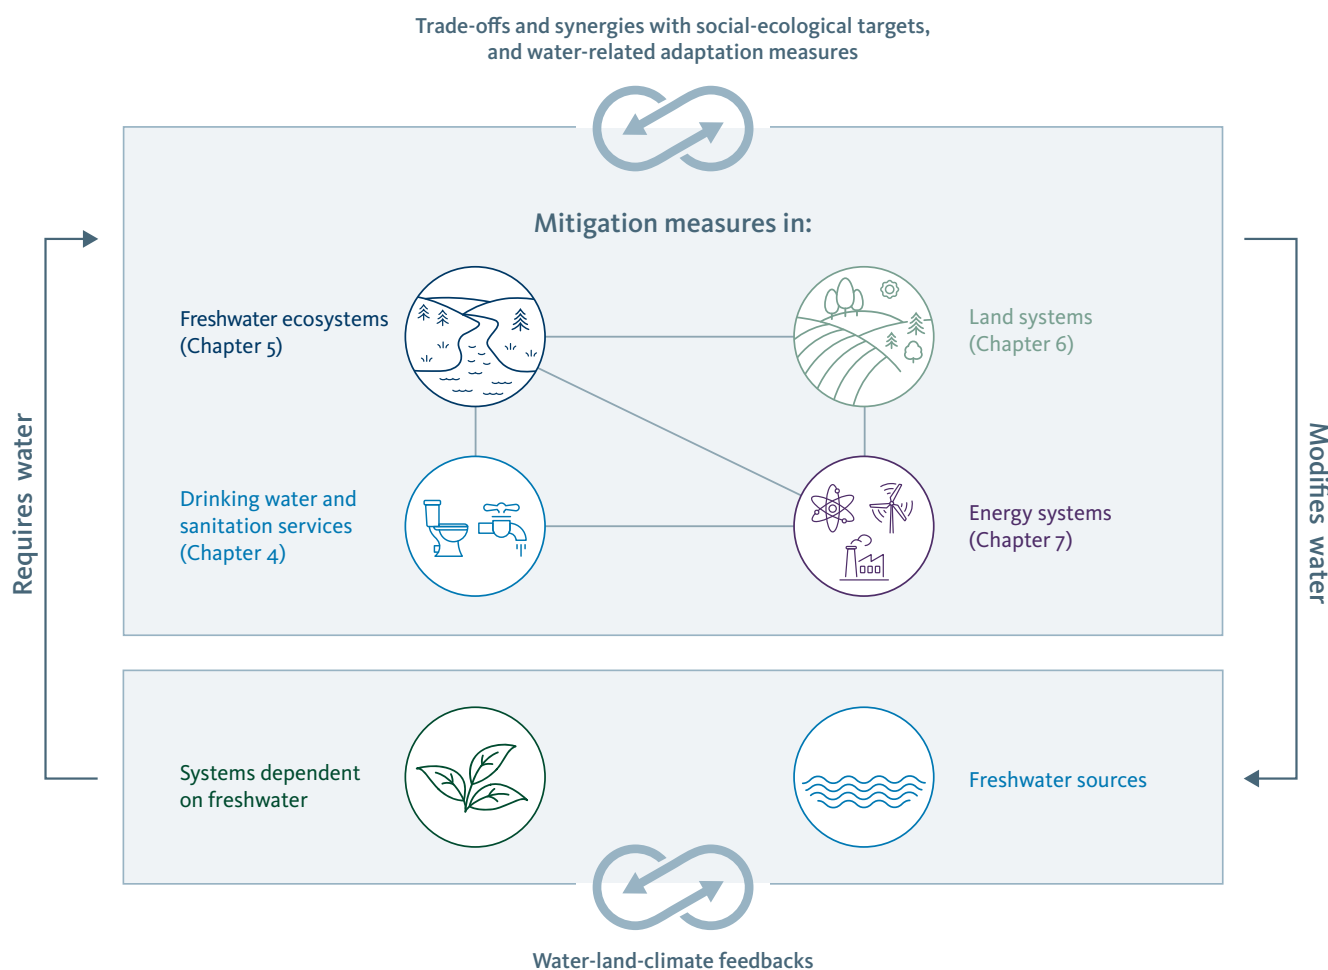 Trade-offs and synergies with social-ecological targets,
and water-related adaptation measures
Mitigation measures in:
Freshwater ecosystems
(Chapter 5)
Land systems
(Chapter 6)
Requires water
Modifies water
Drinking water and
sanitation services
(Chapter 4)
Energy systems
(Chapter 7)
Systems dependent
on freshwater
Freshwater sources
Water-land-climate feedbacks